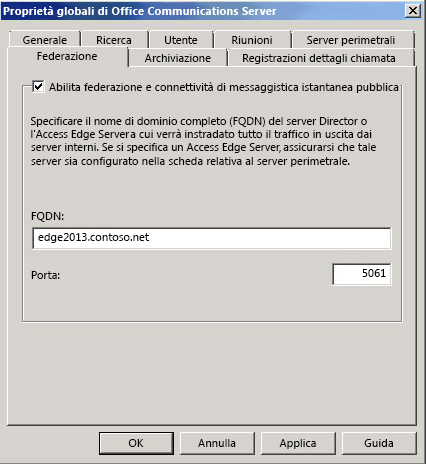 Proprietà globali di Office Communications Server
Generale Ricerca Utente Riunioni Server perimetrali
Federazione Archiviazione Registrazioni dettagli chiamata
Abilita federazione e connettività di messaggistica istantanea pubblica
Specificare il nome di dominio completo (FQDN) del server Director o
l'Access Edge Servera cui verrà instradato tutto il traffico in uscita dai
server interni. Se si specifica un Access Edge Server, assicurarsi che tale
server sia configurato nella scheda relativa al server perimetrale.
FQDN:
edge2013.contoso.net
Porta: 5061
OK Annulla Applica Guida